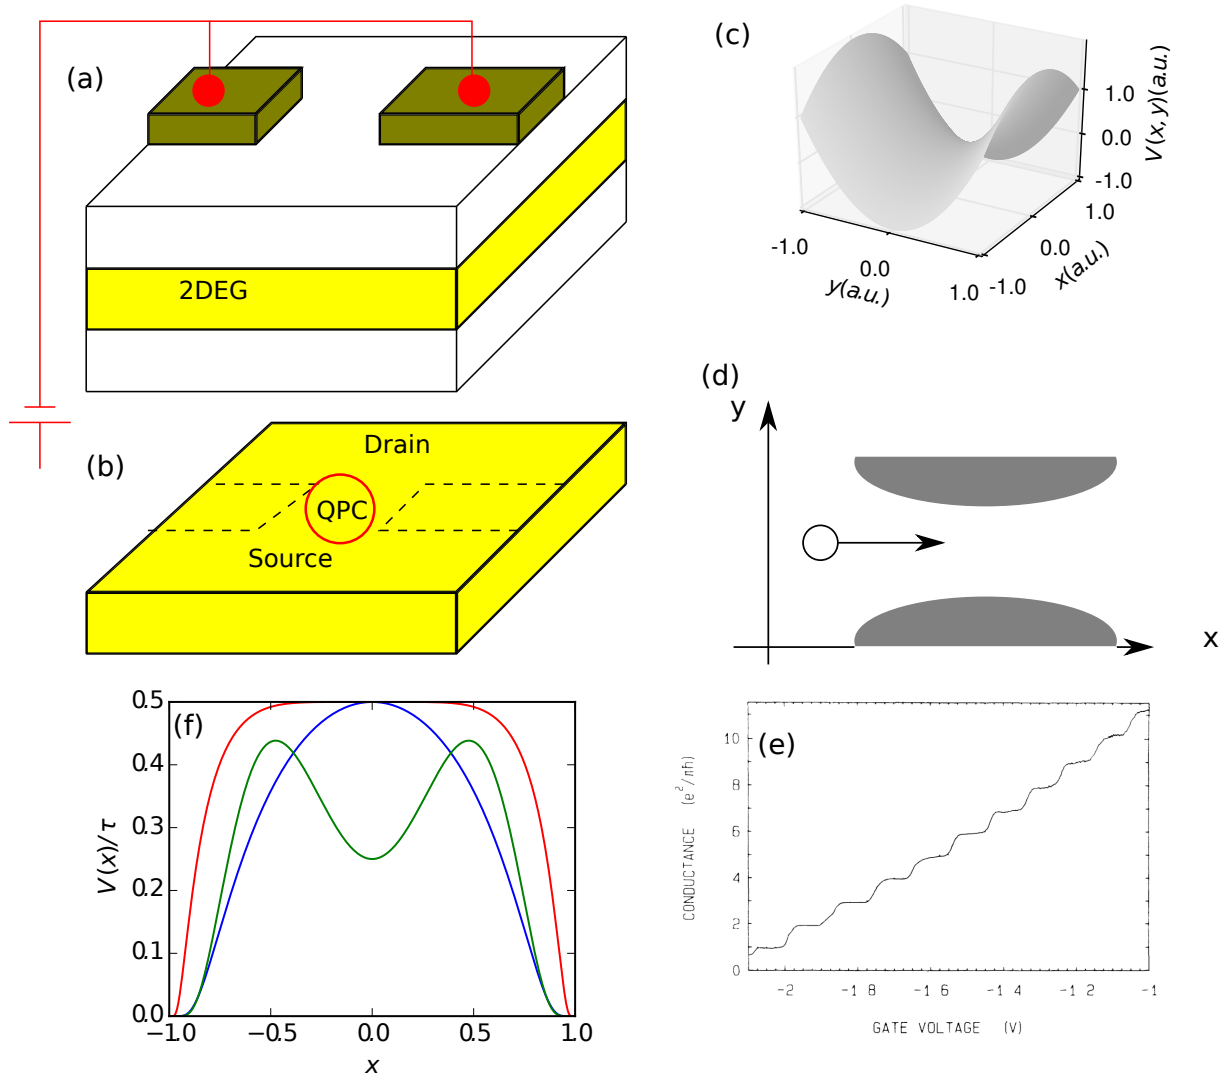 (a)
2DEG
(b)
Drain
QPC
Source
(c)
V(x,y)(a.u.)
1.0
0.0
-1.0
1.0
0.0
-1.0
x(a.u.)
-1.0
0.0
1.0
y(a.u.)
(d)
y
x
(f)
0.5
0.4
0.3
0.2
0.1
0.0
V(x)/τ
−1.0 −0.5 0.0 0.5 1.0
x
(e)
10
8
6
4
2
0
CONDUCTANCE (e²/πħ)
-2 -1 8 -1 6 -1 4 -1 2 -1
GATE VOLTAGE (V)